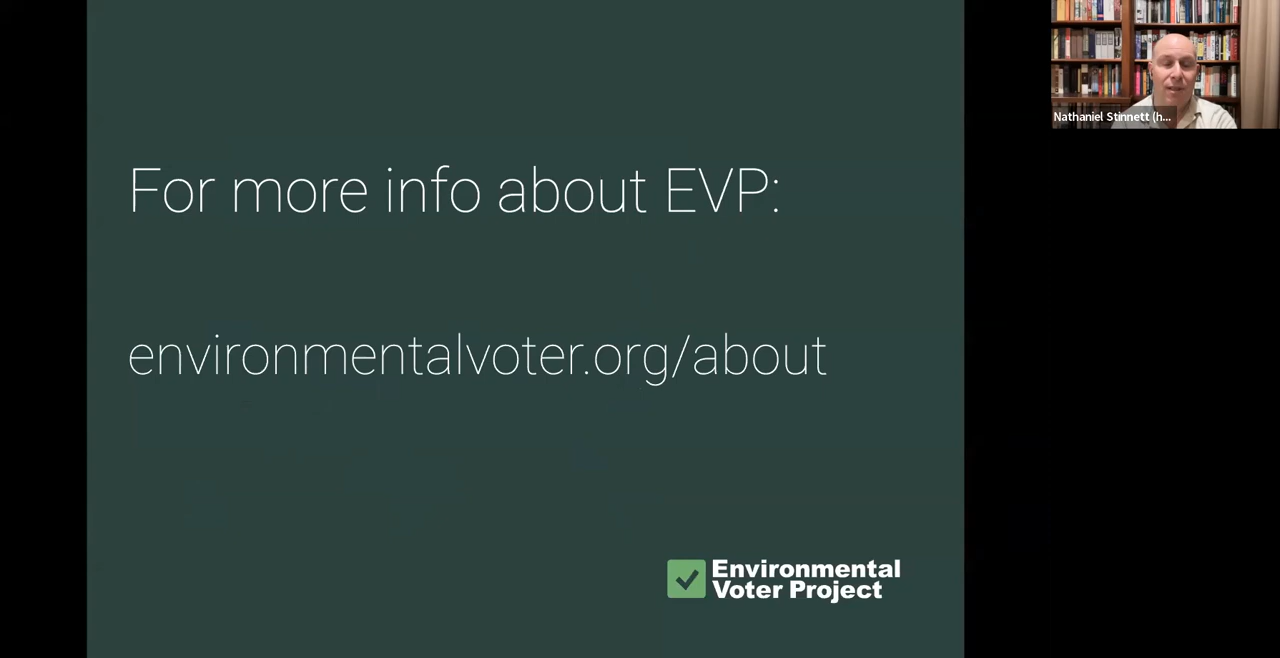 For more info about EVP:
environmentalvoter.org/about
Environmental
Voter Project
Nathaniel Stinnett (h...